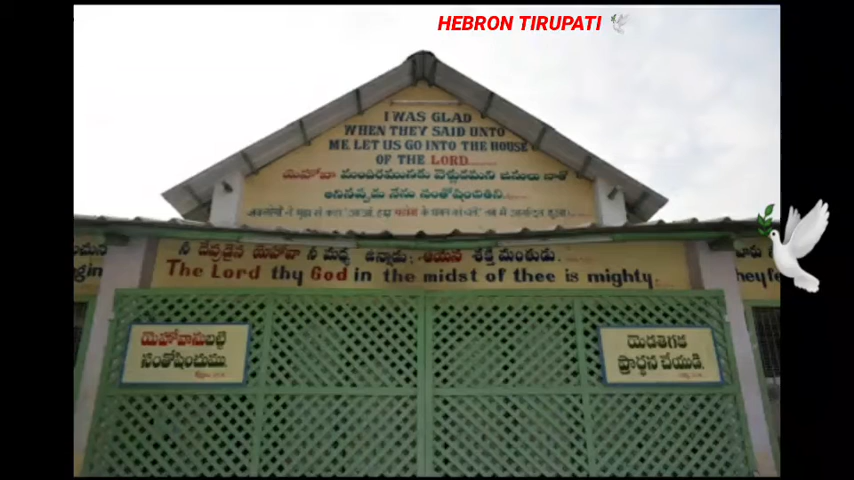 HEBRON TIRUPATI
I WAS GLAD
WHEN THEY SAID UNTO
ME, LET US GO INTO THE HOUSE
OF THE LORD
యెహోవా మందిరమునకు వెళ్లుదమని జనులు నాతో
అనినప్పుడు నేను సంతోషించితిని
నీ దేవుడైన యెహోవా నీ మధ్య ఉన్నాడు, ఆయన శక్తి మంతుడు
The Lord thy God in the midst of thee is mighty
యెహోవానుబట్టి
సంతోషించుము
యెడతెగక
ప్రార్థన చేయుడి